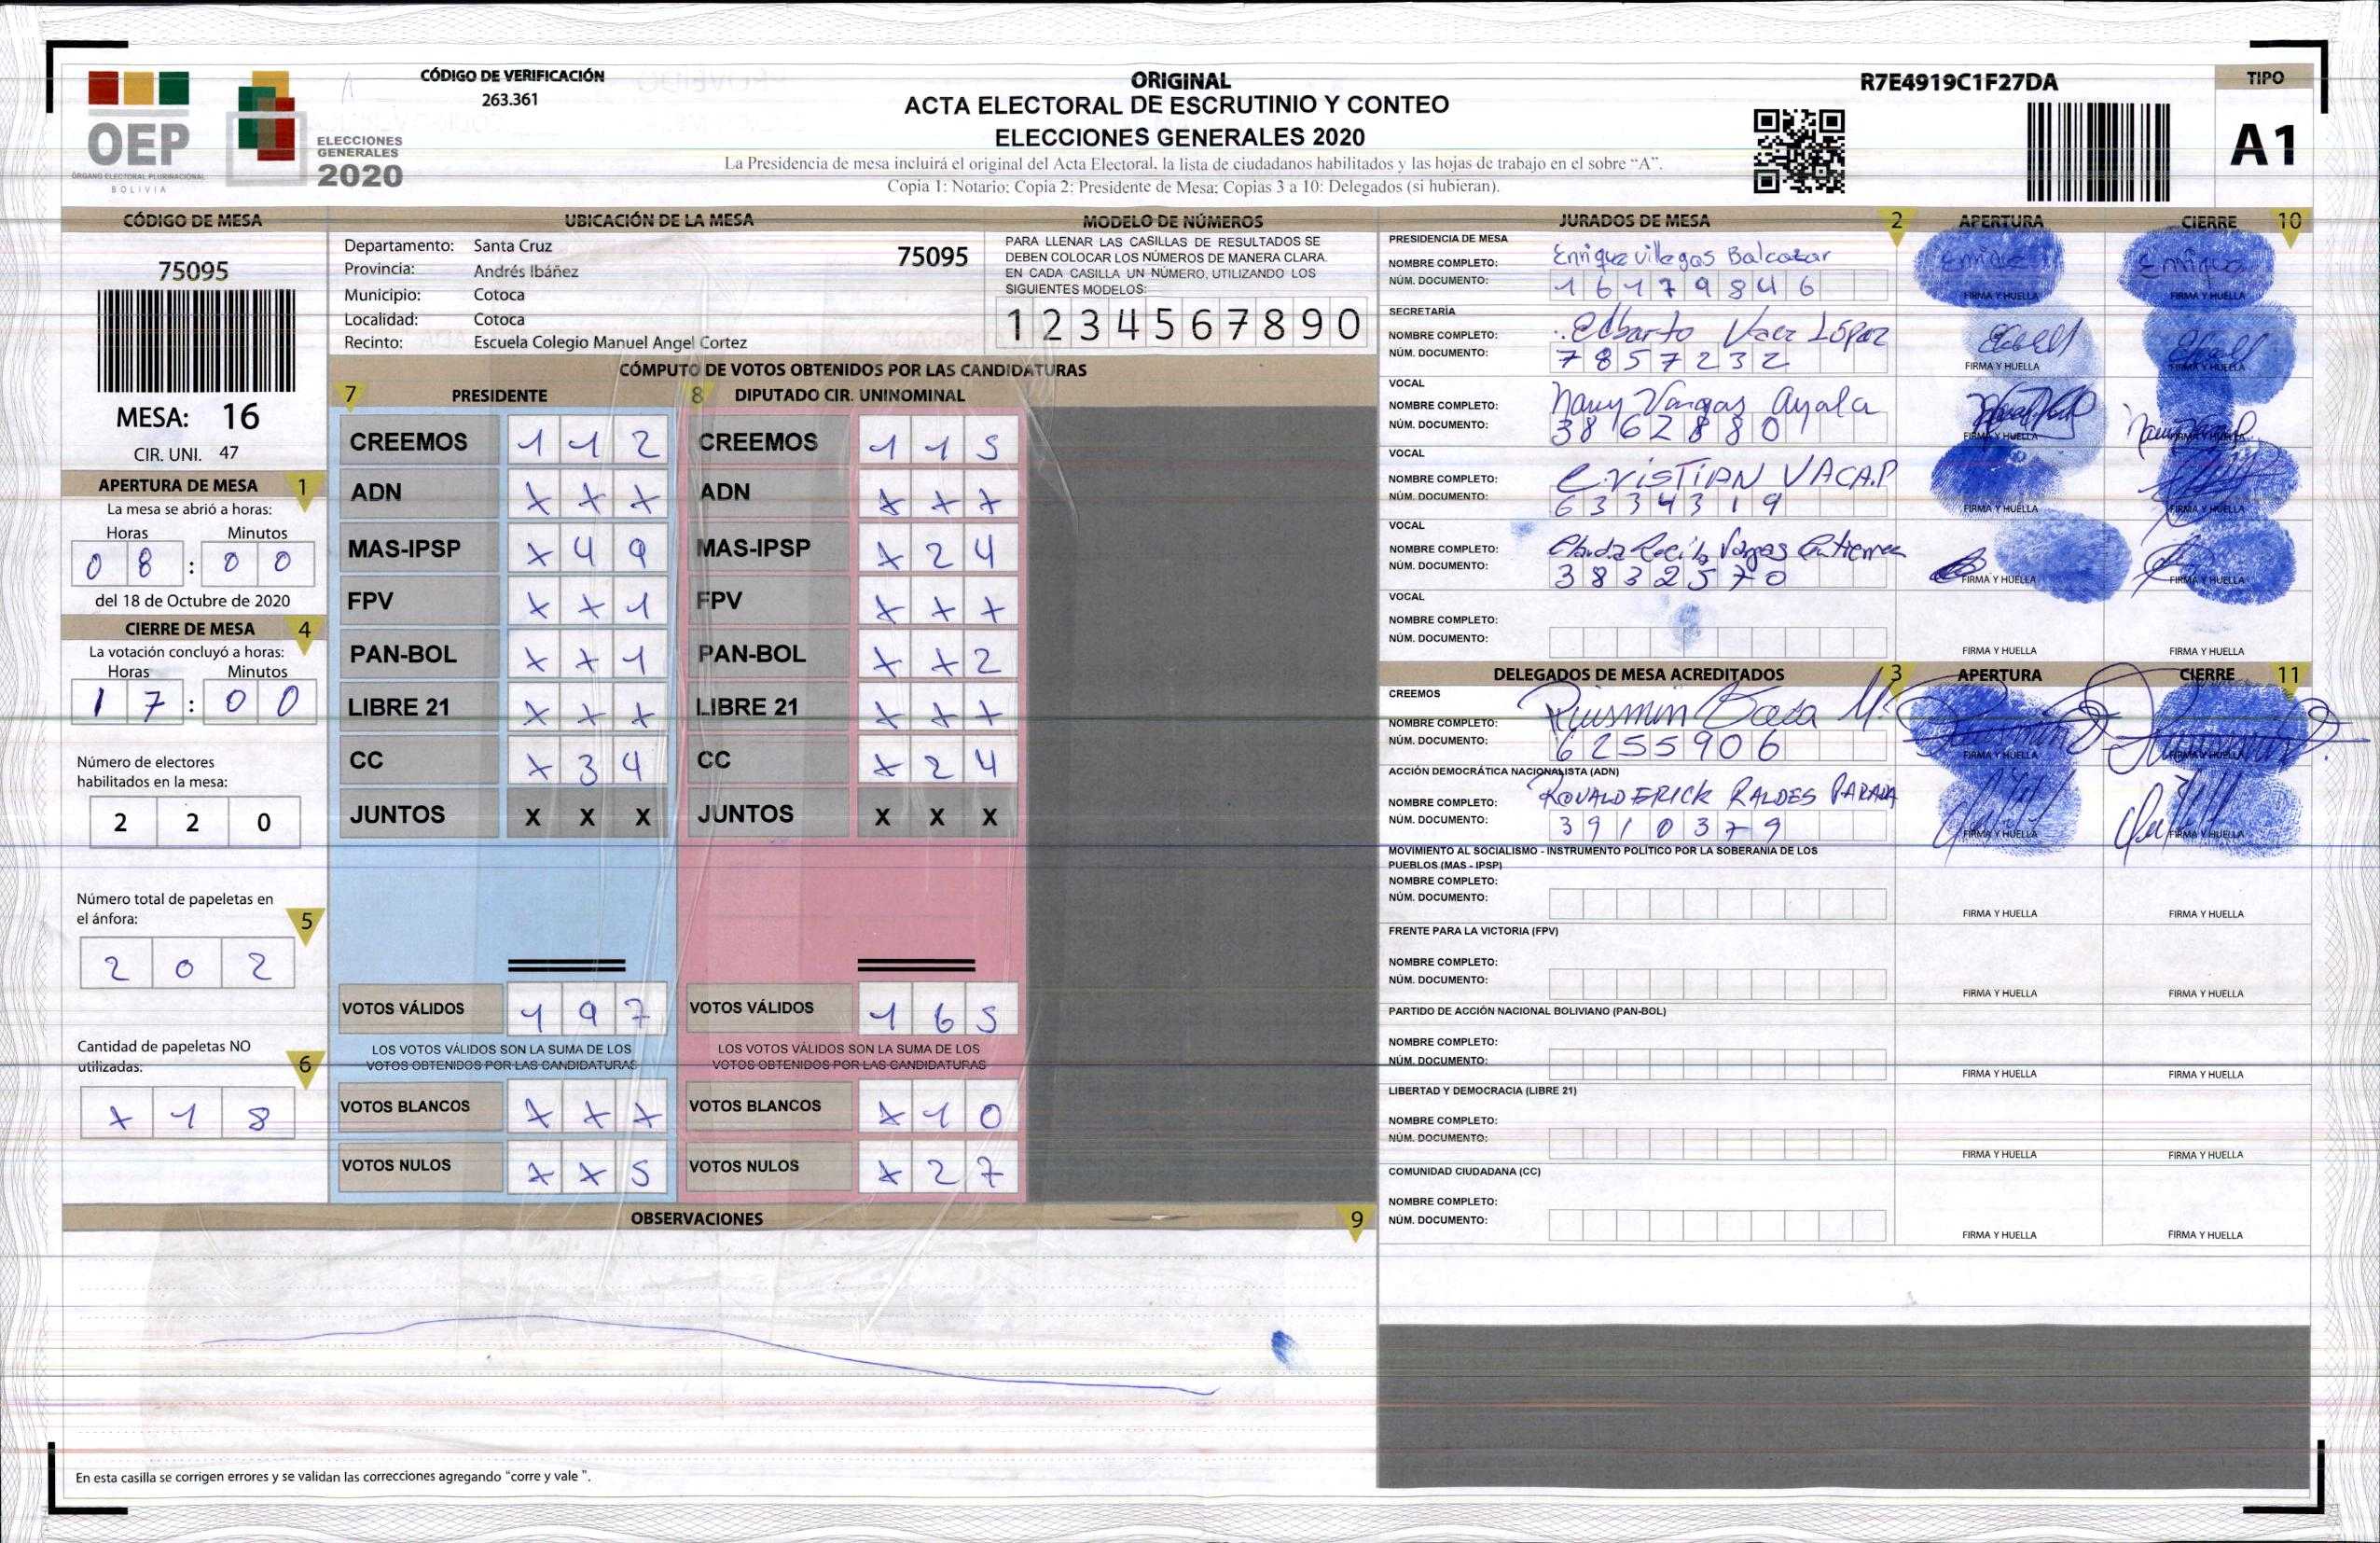 OEP
ÓRGANO ELECTORAL PLURINACIONAL
BOLIVIA
ELECCIONES
GENERALES
2020
CÓDIGO DE VERIFICACIÓN
263.361
ORIGINAL
ACTA ELECTORAL DE ESCRUTINIO Y CONTEO
ELECCIONES GENERALES 2020
La Presidencia de mesa incluirá el original del Acta Electoral, la lista de ciudadanos habilitados y las hojas de trabajo en el sobre “A”.
Copia 1: Notario; Copia 2: Presidente de Mesa; Copias 3 a 10: Delegados (si hubieran).
R7E4919C1F27DA
TIPO
A1
CÓDIGO DE MESA
75095
MESA: 16
CIR. UNI. 47
APERTURA DE MESA 1
La mesa se abrió a horas:
Horas Minutos
0 8 : 0 0
del 18 de Octubre de 2020
CIERRE DE MESA 4
La votación concluyó a horas:
Horas Minutos
1 7 : 0 0
Número de electores
habilitados en la mesa:
2 2 0
Número total de papeletas en
el ánfora: 5
2 0 2
Cantidad de papeletas NO
utilizadas: 6
x 1 8
UBICACIÓN DE LA MESA
Departamento: Santa Cruz 75095
Provincia: Andrés Ibáñez
Municipio: Cotoca
Localidad: Cotoca
Recinto: Escuela Colegio Manuel Angel Cortez
MODELO DE NÚMEROS
PARA LLENAR LAS CASILLAS DE RESULTADOS SE
DEBEN COLOCAR LOS NÚMEROS DE MANERA CLARA.
EN CADA CASILLA UN NÚMERO, UTILIZANDO LOS
SIGUIENTES MODELOS:
1 2 3 4 5 6 7 8 9 0
CÓMPUTO DE VOTOS OBTENIDOS POR LAS CANDIDATURAS
7 PRESIDENTE 8 DIPUTADO CIR. UNINOMINAL
CREEMOS 1 1 2 CREEMOS 1 1 5
ADN x x x ADN x x x
MAS-IPSP x 4 9 MAS-IPSP x 2 4
FPV x x 1 FPV x x x
PAN-BOL x x 1 PAN-BOL x x 2
LIBRE 21 x x x LIBRE 21 x x x
CC x 3 4 CC x 2 4
JUNTOS X X X JUNTOS X X X
VOTOS VÁLIDOS 1 9 7 VOTOS VÁLIDOS 1 6 5
LOS VOTOS VÁLIDOS SON LA SUMA DE LOS LOS VOTOS VÁLIDOS SON LA SUMA DE LOS
VOTOS OBTENIDOS POR LAS CANDIDATURAS VOTOS OBTENIDOS POR LAS CANDIDATURAS
VOTOS BLANCOS x x x VOTOS BLANCOS x 1 0
VOTOS NULOS x x 5 VOTOS NULOS x 2 7
OBSERVACIONES 9
En esta casilla se corrigen errores y se validan las correcciones agregando “corre y vale ”.
JURADOS DE MESA 2 APERTURA CIERRE 10
PRESIDENCIA DE MESA
NOMBRE COMPLETO: Enrique villegas Balcazar
NÚM. DOCUMENTO: 1 6 1 7 9 8 4 6
FIRMA Y HUELLA FIRMA Y HUELLA
SECRETARÍA
NOMBRE COMPLETO: Edbarto Vaez López
NÚM. DOCUMENTO: 7 8 5 7 2 3 2
FIRMA Y HUELLA FIRMA Y HUELLA
VOCAL
NOMBRE COMPLETO: Vargas Ayala
NÚM. DOCUMENTO: 3 8 6 2 8 8 0
FIRMA Y HUELLA FIRMA Y HUELLA
VOCAL
NOMBRE COMPLETO: CriSTIAN VACA.P
NÚM. DOCUMENTO: 6 3 3 4 3 1 9
FIRMA Y HUELLA FIRMA Y HUELLA
VOCAL
NOMBRE COMPLETO: Vargas Gutierrez
NÚM. DOCUMENTO: 3 8 3 2 5 7 0
FIRMA Y HUELLA FIRMA Y HUELLA
VOCAL
NOMBRE COMPLETO:
NÚM. DOCUMENTO:
FIRMA Y HUELLA FIRMA Y HUELLA
DELEGADOS DE MESA ACREDITADOS 3 APERTURA CIERRE 11
CREEMOS
NOMBRE COMPLETO: M.
NÚM. DOCUMENTO: 6 2 5 5 9 0 6
FIRMA Y HUELLA FIRMA Y HUELLA
ACCIÓN DEMOCRÁTICA NACIONALISTA (ADN)
NOMBRE COMPLETO: RONALD ERICK RALDES PARADA
NÚM. DOCUMENTO: 3 9 1 0 3 7 9
FIRMA Y HUELLA FIRMA Y HUELLA
MOVIMIENTO AL SOCIALISMO - INSTRUMENTO POLÍTICO POR LA SOBERANÍA DE LOS
PUEBLOS (MAS - IPSP)
NOMBRE COMPLETO:
NÚM. DOCUMENTO:
FIRMA Y HUELLA FIRMA Y HUELLA
FRENTE PARA LA VICTORIA (FPV)
NOMBRE COMPLETO:
NÚM. DOCUMENTO:
FIRMA Y HUELLA FIRMA Y HUELLA
PARTIDO DE ACCIÓN NACIONAL BOLIVIANO (PAN-BOL)
NOMBRE COMPLETO:
NÚM. DOCUMENTO:
FIRMA Y HUELLA FIRMA Y HUELLA
LIBERTAD Y DEMOCRACIA (LIBRE 21)
NOMBRE COMPLETO:
NÚM. DOCUMENTO:
FIRMA Y HUELLA FIRMA Y HUELLA
COMUNIDAD CIUDADANA (CC)
NOMBRE COMPLETO:
NÚM. DOCUMENTO:
FIRMA Y HUELLA FIRMA Y HUELLA